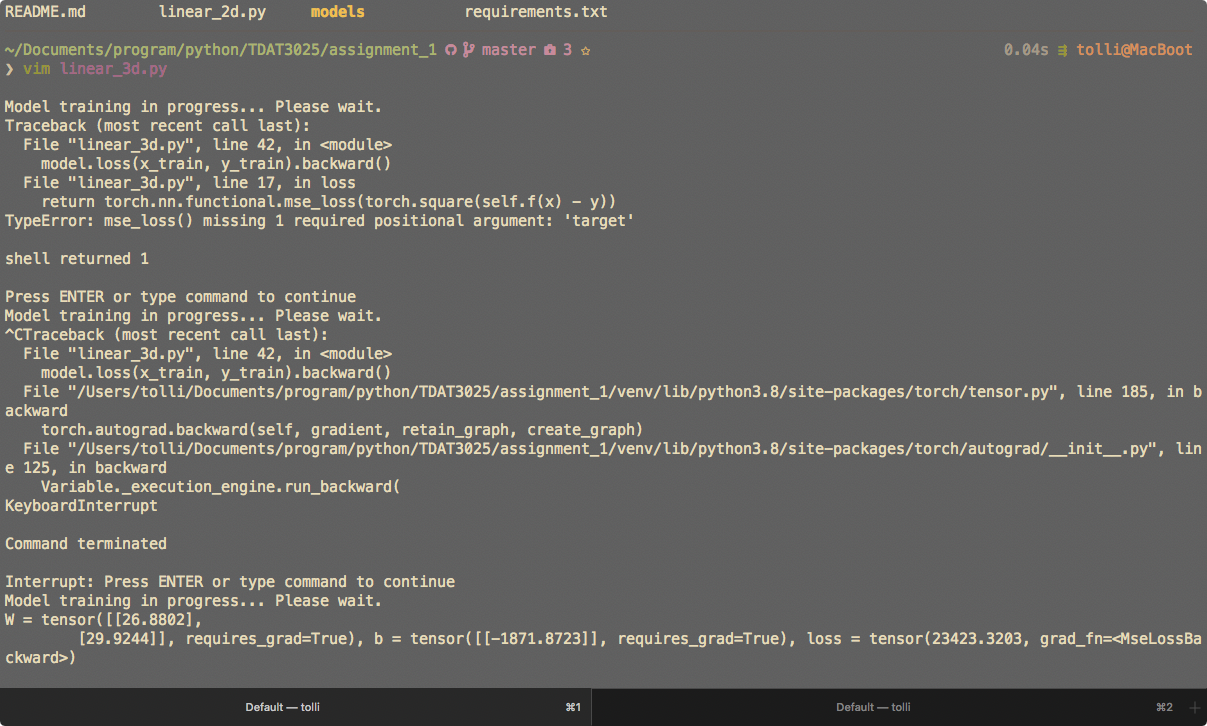 README.md linear_2d.py models requirements.txt
~/Documents/program/python/TDAT3025/assignment_1 master 3 0.04s tolli@MacBoot
❯ vim linear_3d.py
Model training in progress... Please wait.
Traceback (most recent call last):
File "linear_3d.py", line 42, in <module>
model.loss(x_train, y_train).backward()
File "linear_3d.py", line 17, in loss
return torch.nn.functional.mse_loss(torch.square(self.f(x) - y))
TypeError: mse_loss() missing 1 required positional argument: 'target'
shell returned 1
Press ENTER or type command to continue
Model training in progress... Please wait.
^CTraceback (most recent call last):
File "linear_3d.py", line 42, in <module>
model.loss(x_train, y_train).backward()
File "/Users/tolli/Documents/program/python/TDAT3025/assignment_1/venv/lib/python3.8/site-packages/torch/tensor.py", line 185, in b
ackward
torch.autograd.backward(self, gradient, retain_graph, create_graph)
File "/Users/tolli/Documents/program/python/TDAT3025/assignment_1/venv/lib/python3.8/site-packages/torch/autograd/__init__.py", lin
e 125, in backward
Variable._execution_engine.run_backward(
KeyboardInterrupt
Command terminated
Interrupt: Press ENTER or type command to continue
Model training in progress... Please wait.
W = tensor([[26.8802],
[29.9244]], requires_grad=True), b = tensor([[-1871.8723]], requires_grad=True), loss = tensor(23423.3203, grad_fn=<MseLossBa
ckward>)
Default — tolli ⌘1 Default — tolli ⌘2 +